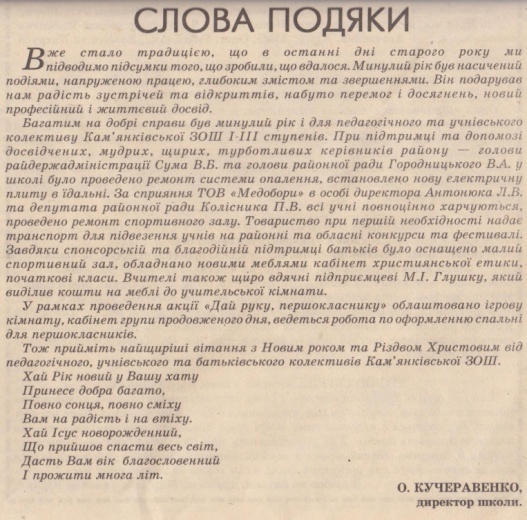 СЛОВА ПОДЯКИ
Вже стало традицією, що в останні дні старого року ми
підводимо підсумки того, що зробили, що вдалося. Минулий рік був насичений
подіями, напруженою працею, глибоким змістом та звершеннями. Він подарував
нам радість зустрічей та відкриттів, набуто перемог і досягнень, новий
професійний і життєвий досвід.
Багатим на добрі справи був минулий рік і для педагогічного та учнівського
колективу Кам'янківської ЗОШ І-ІІІ ступенів. При підтримці та допомозі
досвідчених, мудрих, щирих, турботливих керівників району — голови
райдержадміністрації Сума В.Б. та голови районної ради Городницького В.А. у
школі було проведено ремонт системи опалення, встановлено нову електричну
плиту в їдальні. За сприяння ТОВ «Медобори» в особі директора Антонюка Л.В.
та депутата районної ради Колісника П.В. всі учні повноцінно харчуються,
проведено ремонт спортивного залу. Товариство при першій необхідності надає
транспорт для підвезення учнів на районні та обласні конкурси та фестивалі.
Завдяки спонсорській та благодійній підтримці батьків було оснащено малий
спортивний зал, обладнано новими меблями кабінет християнської етики,
початкові класи. Вчителі також щиро вдячні підприємцеві М.І. Глушку, який
виділив кошти на меблі до учительської кімнати.
У рамках проведення акції «Дай руку, першокласнику» облаштовано ігрову
кімнату, кабінет групи продовженого дня, ведеться робота по оформленню спальні
для першокласників.
Тож прийміть найщиріші вітання з Новим роком та Різдвом Христовим від
педагогічного, учнівського та батьківського колективів Кам'янківської ЗОШ.
Хай Рік новий у Вашу хату
Принесе добра багато,
Повно сонця, повно сміху
Вам на радість і на втіху.
Хай Ісус новорожденний,
Що прийшов спасти весь світ,
Дасть Вам вік благословенний
І прожити многа літ.
О. КУЧЕРАВЕНКО,
директор школи.